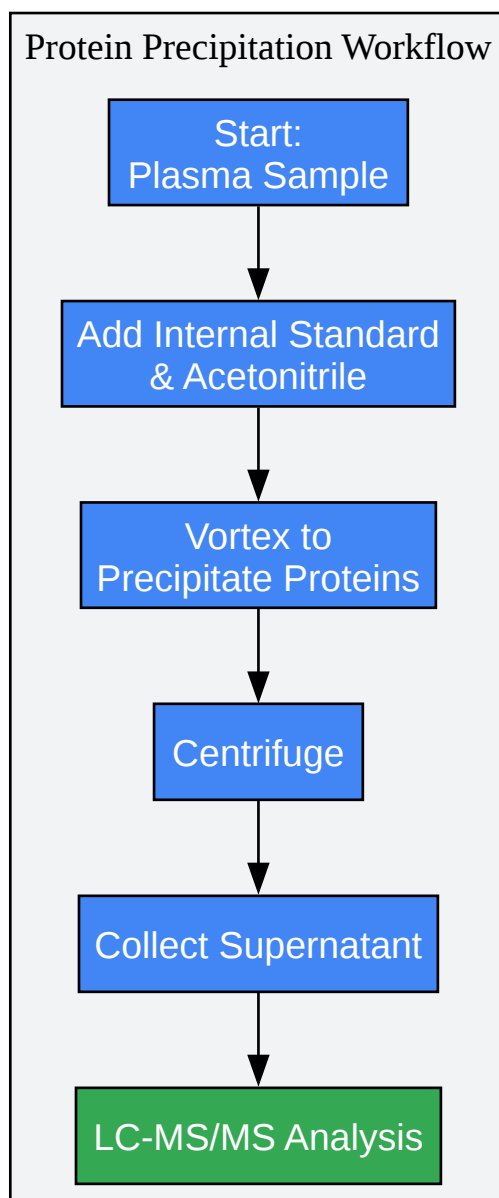 Protein Precipitation Workflow
Start:
Plasma Sample
Add Internal Standard
& Acetonitrile
Vortex to
Precipitate Proteins
Centrifuge
Collect Supernatant
LC-MS/MS Analysis